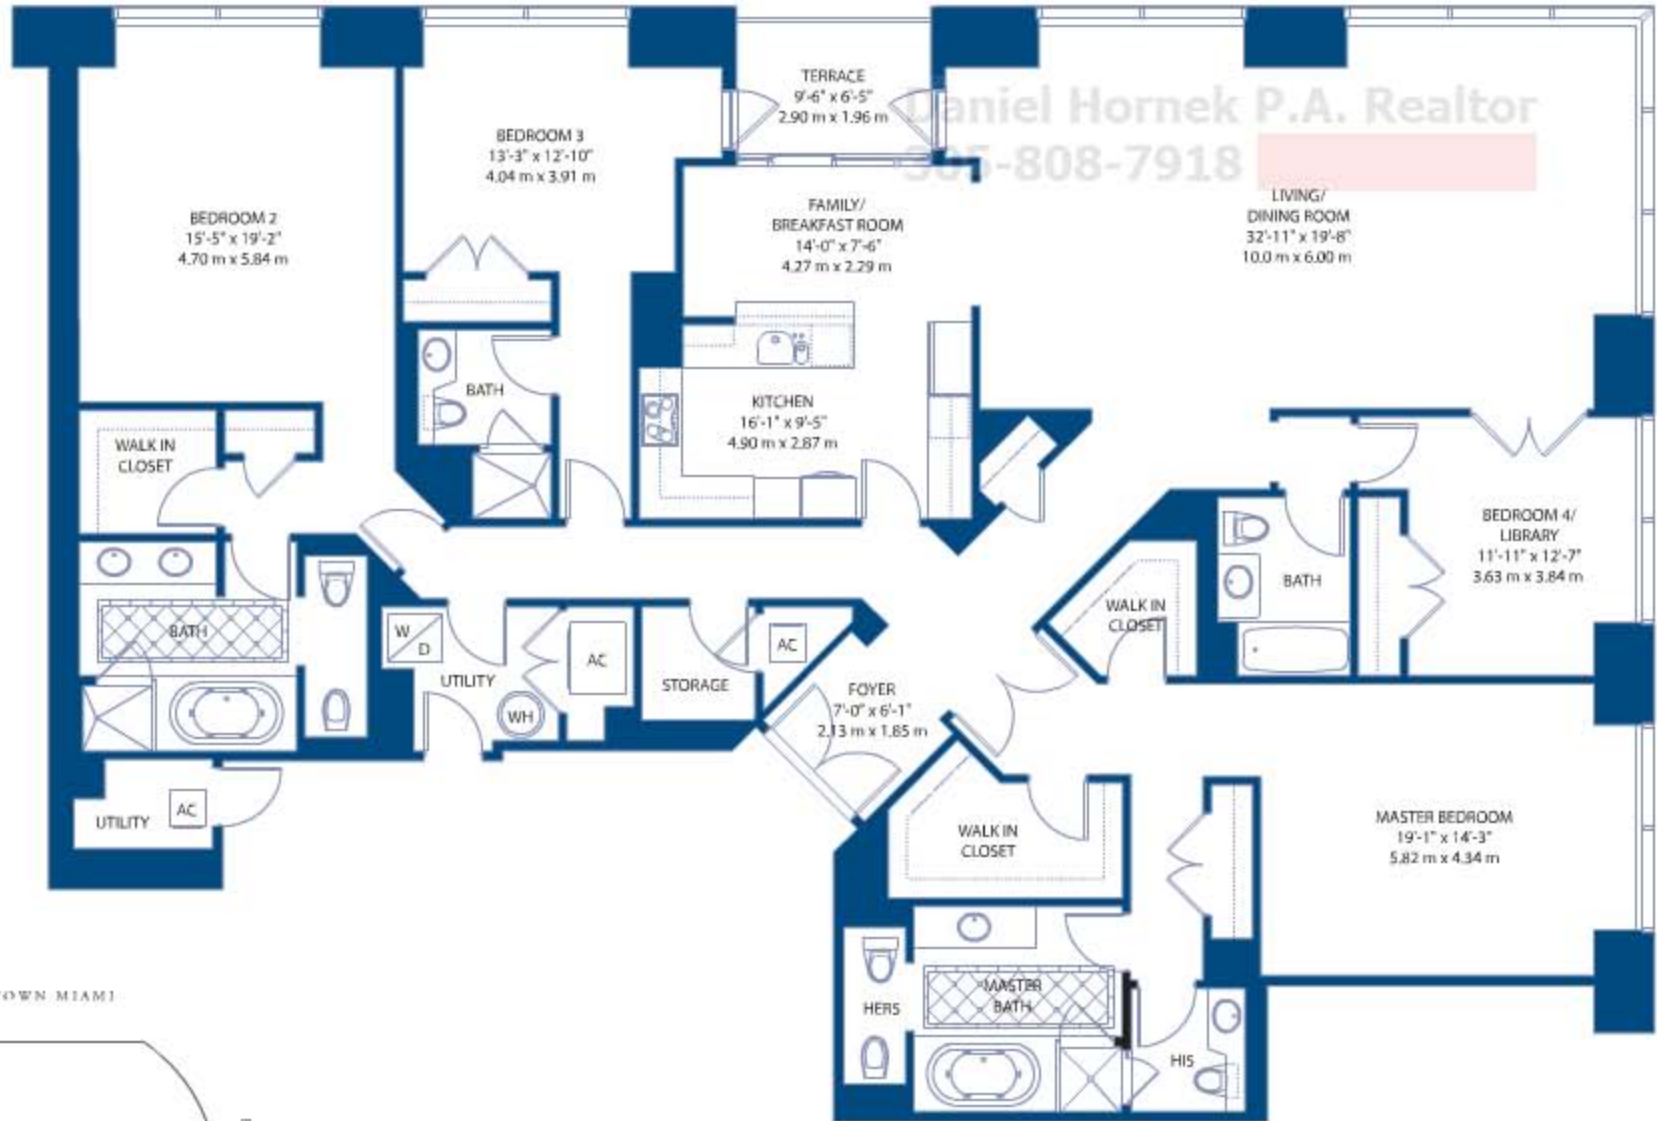 TERRACE
9'-6" x 6'-5"
2.90 m x 1.96 m
Daniel Hornek P.A. Realtor
305-808-7918
BEDROOM 3
13'-3" x 12'-10"
4.04 m x 3.91 m
BEDROOM 2
15'-5" x 19'-2"
4.70 m x 5.84 m
FAMILY/
BREAKFAST ROOM
14'-0" x 7'-6"
4.27 m x 2.29 m
LIVING/
DINING ROOM
32'-11" x 19'-8"
10.0 m x 6.00 m
BATH
KITCHEN
16'-1" x 9'-5"
4.90 m x 2.87 m
WALK IN
CLOSET
BEDROOM 4/
LIBRARY
11'-11" x 12'-7"
3.63 m x 3.84 m
BATH
WALK IN
CLOSET
BATH
W
D
UTILITY
AC
WH
STORAGE
AC
FOYER
7'-0" x 6'-1"
2.13 m x 1.85 m
UTILITY
AC
WALK IN
CLOSET
MASTER BEDROOM
19'-1" x 14'-3"
5.82 m x 4.34 m
HERS
MASTER
BATH
HIS
OWN MIAMI